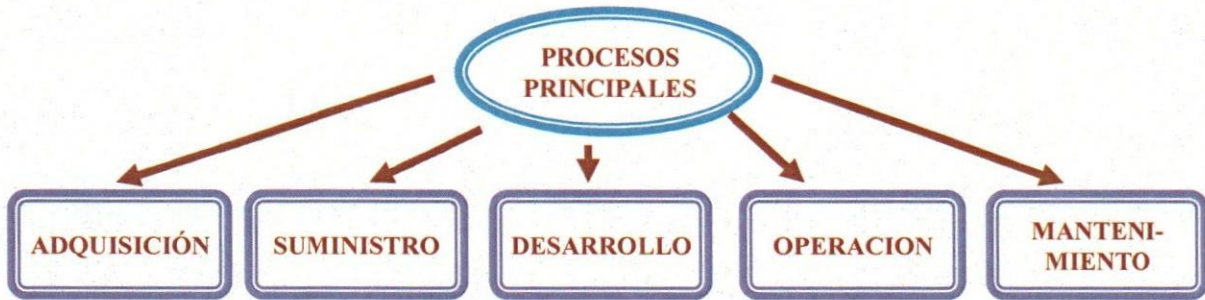 PROCESOS
PRINCIPALES
ADQUISICIÓN
SUMINISTRO
DESARROLLO
OPERACION
MANTENI-
MIENTO